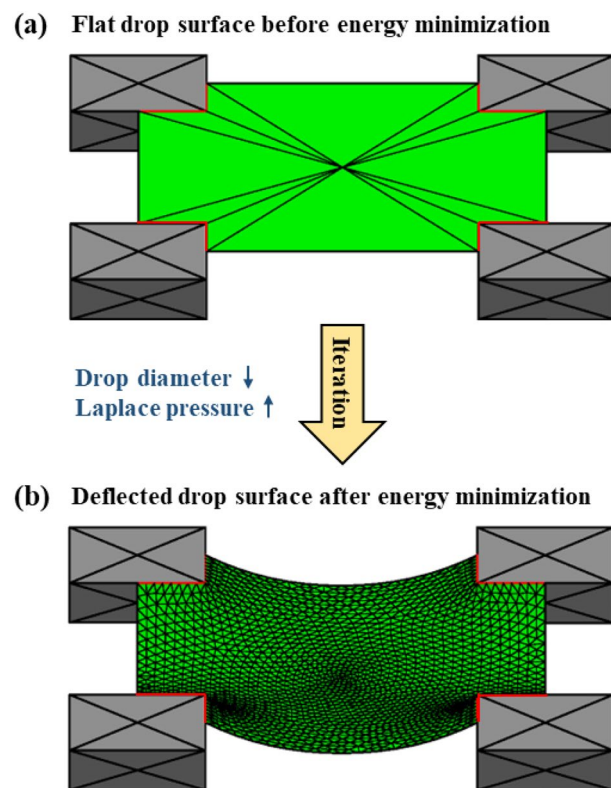 (a) Flat drop surface before energy minimization
Drop diameter ↓
Laplace pressure ↑
Iteration
(b) Deflected drop surface after energy minimization